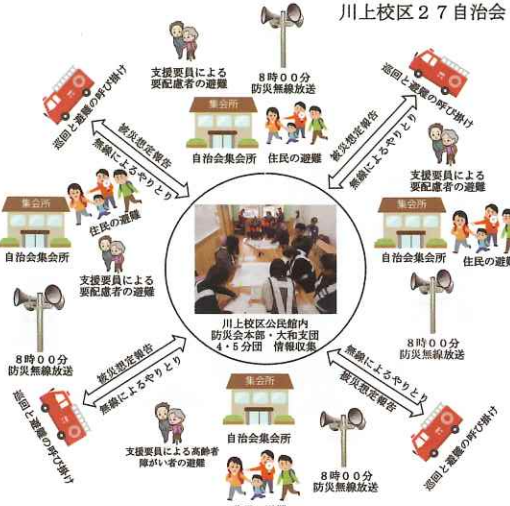 川上校区２７自治会
支援要員による
要配慮者の避難
８時００分
防災無線放送
巡回と避難の呼び掛け
被災想定報告
無線によるやりとり
集会所
自治会集会所
住民の避難
被災想定報告
無線によるやりとり
巡回と避難の呼び掛け
支援要員による
要配慮者の避難
集会所
自治会集会所
住民の避難
支援要員による
要配慮者の避難
集会所
自治会集会所
住民の避難
川上校区公民館内
防災会本部・大和支団
４・５分団　情報収集
８時００分
防災無線放送
被災想定報告
無線によるやりとり
巡回と避難の呼び掛け
８時００分
防災無線放送
無線によるやりとり
被災想定報告
巡回と避難の呼び掛け
支援要員による高齢者
障がい者の避難
集会所
自治会集会所
８時００分
防災無線放送